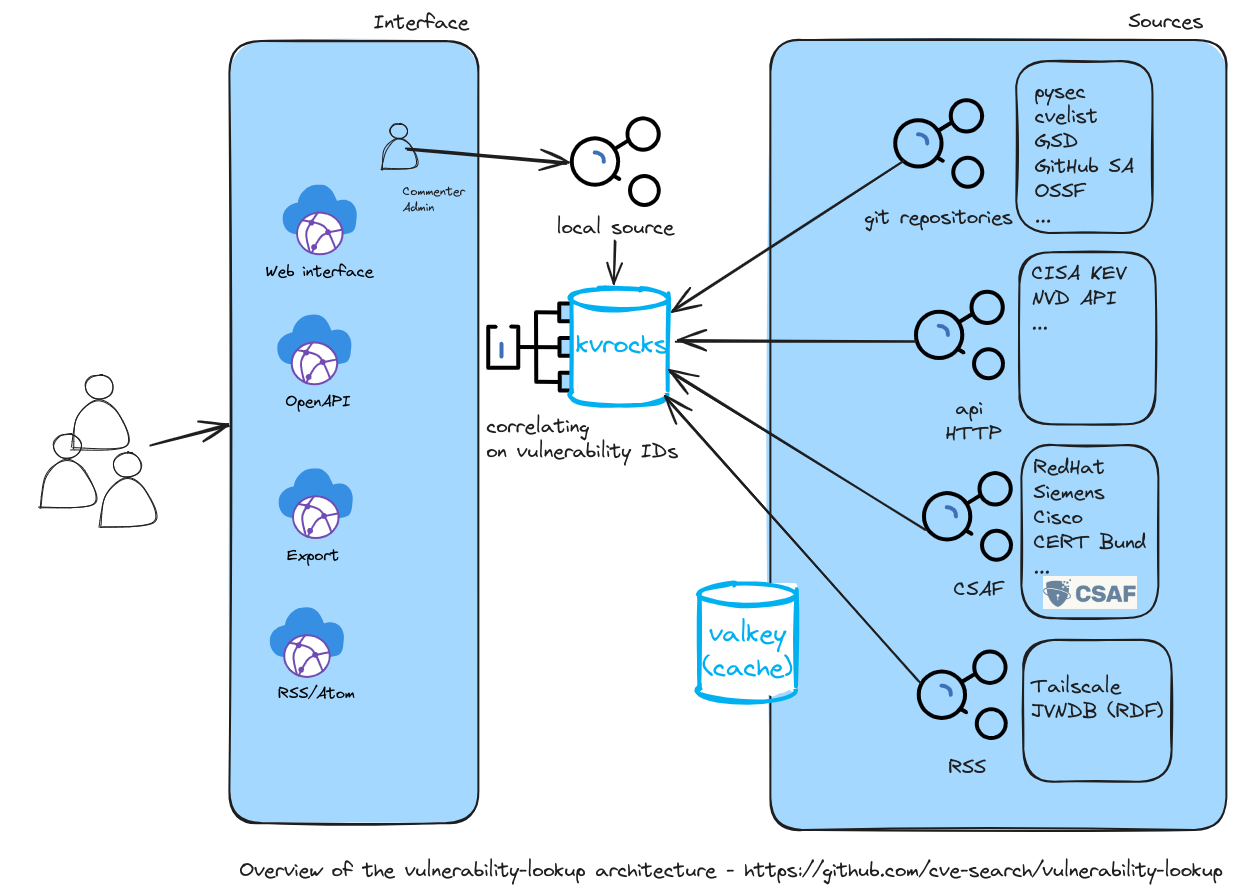 Interface
Sources
Commenter
Admin
Web interface
OpenAPI
Export
RSS/Atom
local source
kvrocks
correlating
on vulnerability IDs
valkey
(cache)
git repositories
pysec
cvelist
GSD
GitHub SA
OSSF
...
api
HTTP
CISA KEV
NVD API
...
CSAF
RedHat
Siemens
Cisco
CERT Bund
...
CSAF
RSS
Tailscale
JVNDB (RDF)
Overview of the vulnerability-lookup architecture - https://github.com/cve-search/vulnerability-lookup